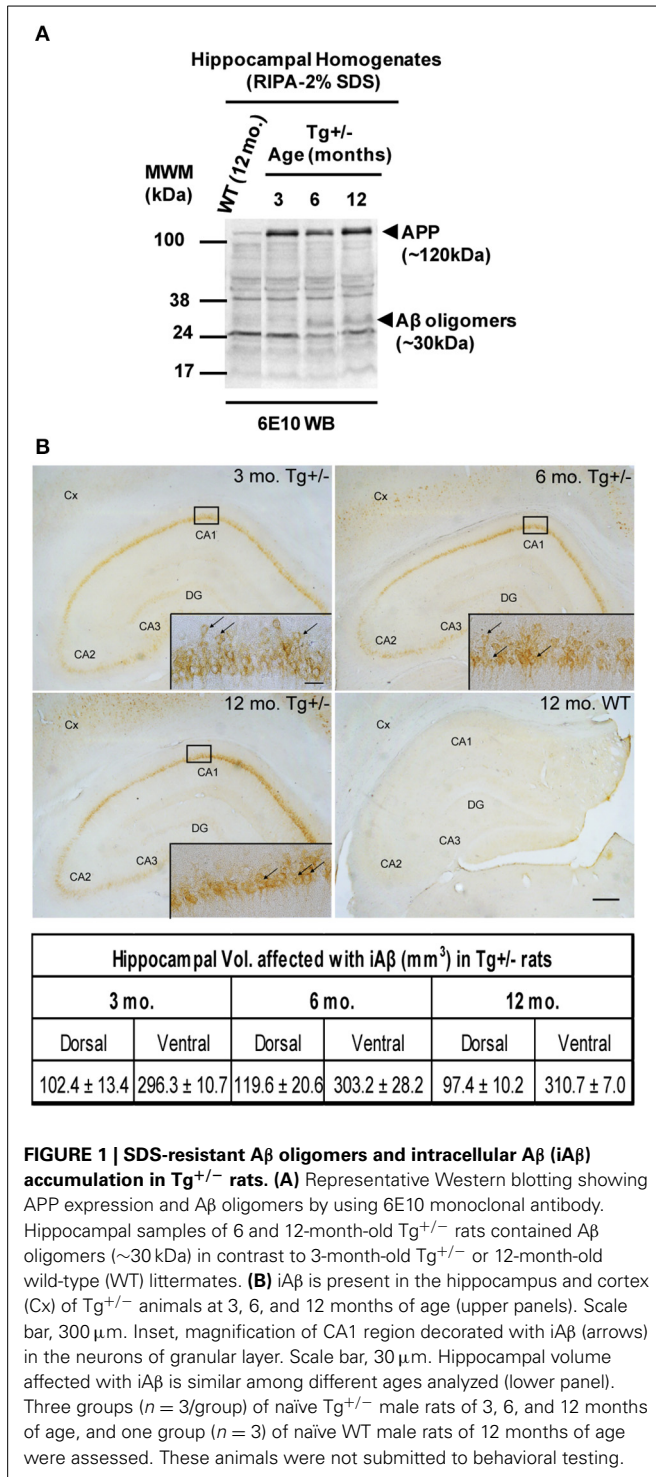 A
Hippocampal Homogenates
(RIPA-2% SDS)
WT (12 mo.)
Tg+/-
Age (months)
MWM
(kDa)
3 6 12
100
38
24
17
APP
(~120kDa)
Aβ oligomers
(~30kDa)
6E10 WB
B
3 mo. Tg+/-
Cx
CA1
DG
CA3
CA2
6 mo. Tg+/-
Cx
CA1
DG
CA3
CA2
12 mo. Tg+/-
Cx
CA1
DG
CA3
CA2
12 mo. WT
Cx
CA1
DG
CA3
CA2
Hippocampal Vol. affected with iAβ (mm³) in Tg+/- rats
3 mo. 6 mo. 12 mo.
Dorsal Ventral Dorsal Ventral Dorsal Ventral
102.4 ± 13.4 296.3 ± 10.7 119.6 ± 20.6 303.2 ± 28.2 97.4 ± 10.2 310.7 ± 7.0
FIGURE 1 | SDS-resistant Aβ oligomers and intracellular Aβ (iAβ)
accumulation in Tg⁺/⁻ rats. (A) Representative Western blotting showing
APP expression and Aβ oligomers by using 6E10 monoclonal antibody.
Hippocampal samples of 6 and 12-month-old Tg⁺/⁻ rats contained Aβ
oligomers (∼30 kDa) in contrast to 3-month-old Tg⁺/⁻ or 12-month-old
wild-type (WT) littermates. (B) iAβ is present in the hippocampus and cortex
(Cx) of Tg⁺/⁻ animals at 3, 6, and 12 months of age (upper panels). Scale
bar, 300 μm. Inset, magnification of CA1 region decorated with iAβ (arrows)
in the neurons of granular layer. Scale bar, 30 μm. Hippocampal volume
affected with iAβ is similar among different ages analyzed (lower panel).
Three groups (n = 3/group) of naïve Tg⁺/⁻ male rats of 3, 6, and 12 months
of age, and one group (n = 3) of naïve WT male rats of 12 months of age
were assessed. These animals were not submitted to behavioral testing.